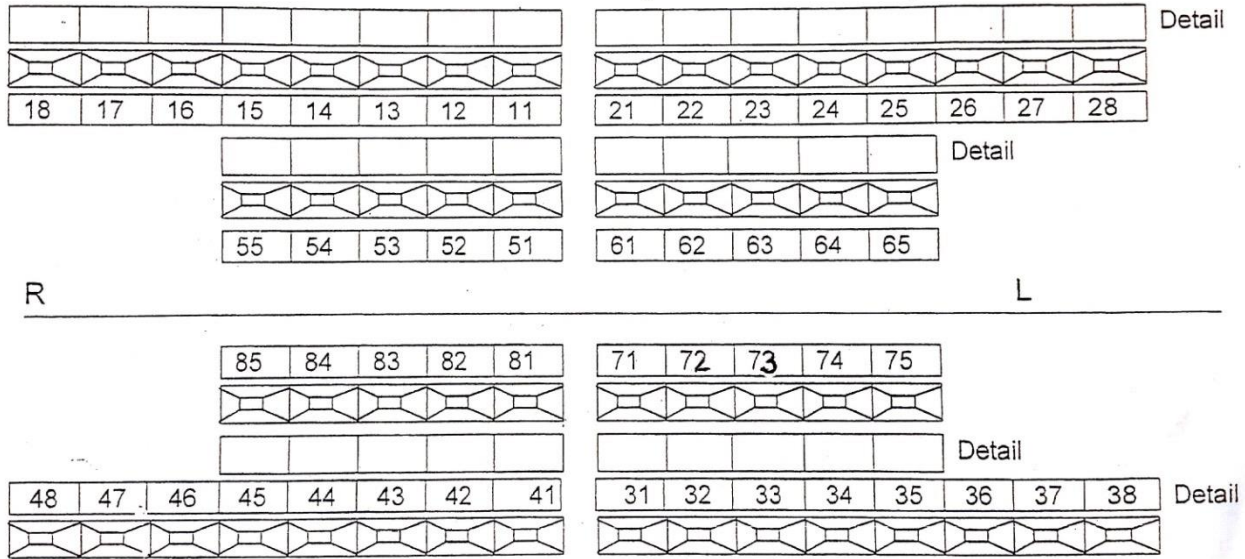 Detail
18 17 16 15 14 13 12 11 21 22 23 24 25 26 27 28
Detail
55 54 53 52 51 61 62 63 64 65
R L
85 84 83 82 81 71 72 73 74 75
Detail
48 47 46 45 44 43 42 41 31 32 33 34 35 36 37 38 Detail